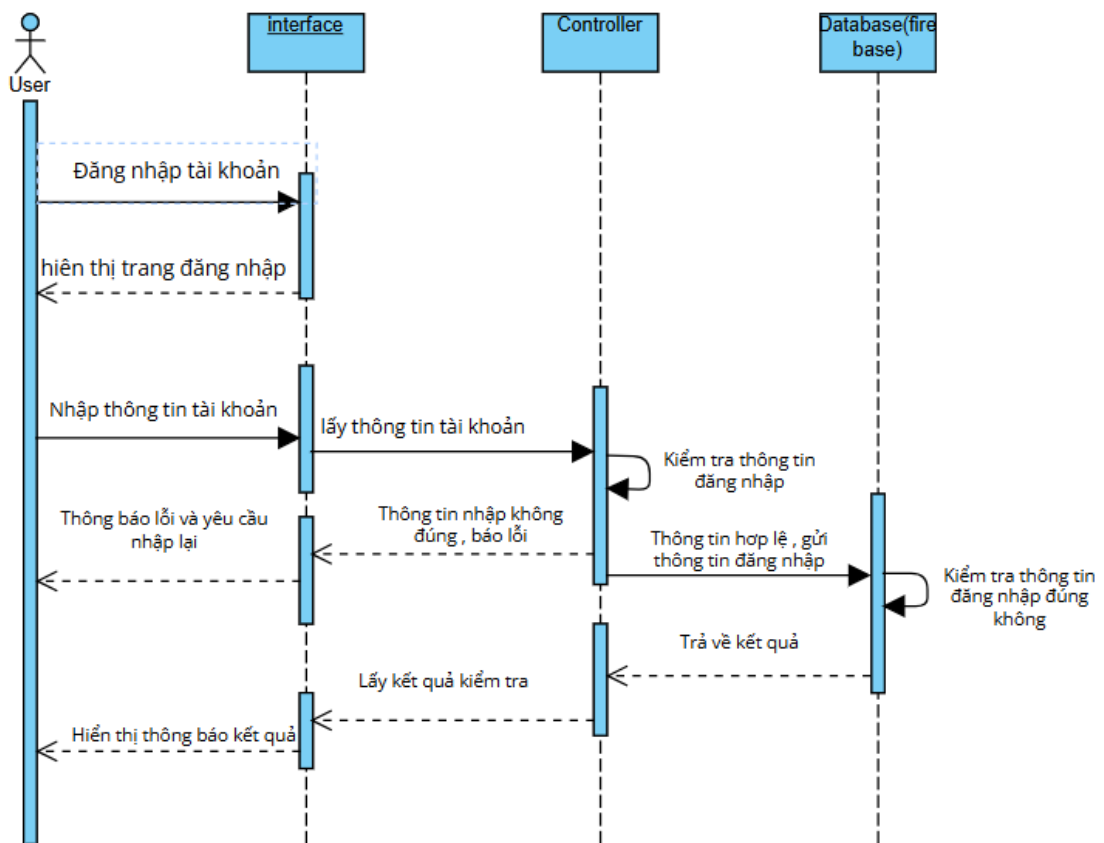 User
interface
Controller
Database(fire
base)
Đăng nhập tài khoản
hiên thị trang đăng nhập
Nhập thông tin tài khoản
lấy thông tin tài khoản
Kiểm tra thông tin
đăng nhập
Thông báo lỗi và yêu cầu
nhập lại
Thông tin nhập không
đúng , báo lỗi
Thông tin hơp lệ , gửi
thông tin đăng nhập
Kiểm tra thông tin
đăng nhập đúng
không
Trả về kết quả
Lấy kết quả kiểm tra
Hiển thị thông báo kết quả